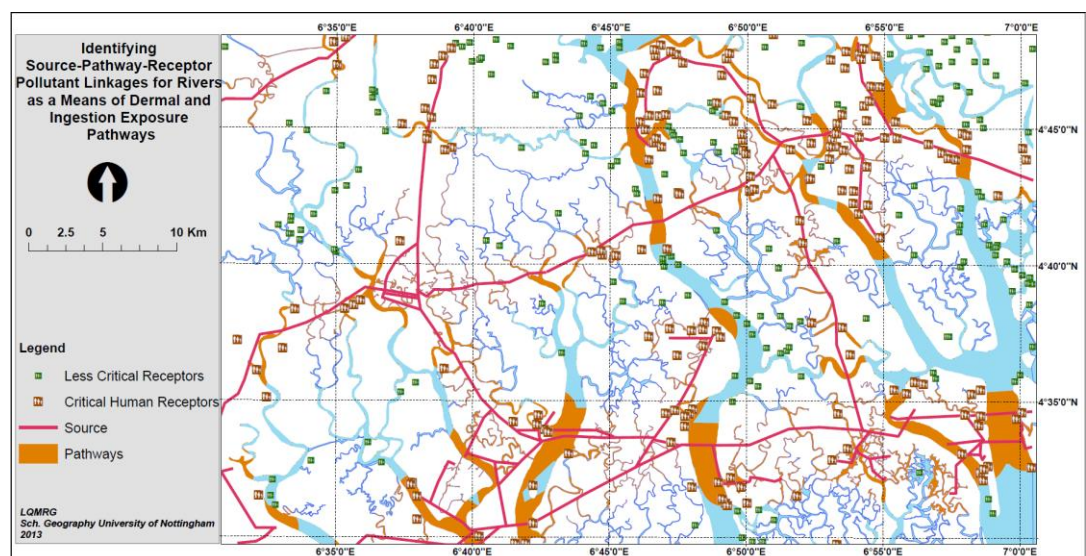 Identifying
Source-Pathway-Receptor
Pollutant Linkages for Rivers
as a Means of Dermal and
Ingestion Exposure
Pathways
0 2.5 5 10 Km
Legend
Less Critical Receptors
Critical Human Receptors
Source
Pathways
LQMRG
Sch. Geography University of Nottingham
2013
6°35'0"E 6°40'0"E 6°45'0"E 6°50'0"E 6°55'0"E 7°0'0"E
4°45'0"N
4°40'0"N
4°35'0"N
6°35'0"E 6°40'0"E 6°45'0"E 6°50'0"E 6°55'0"E 7°0'0"E